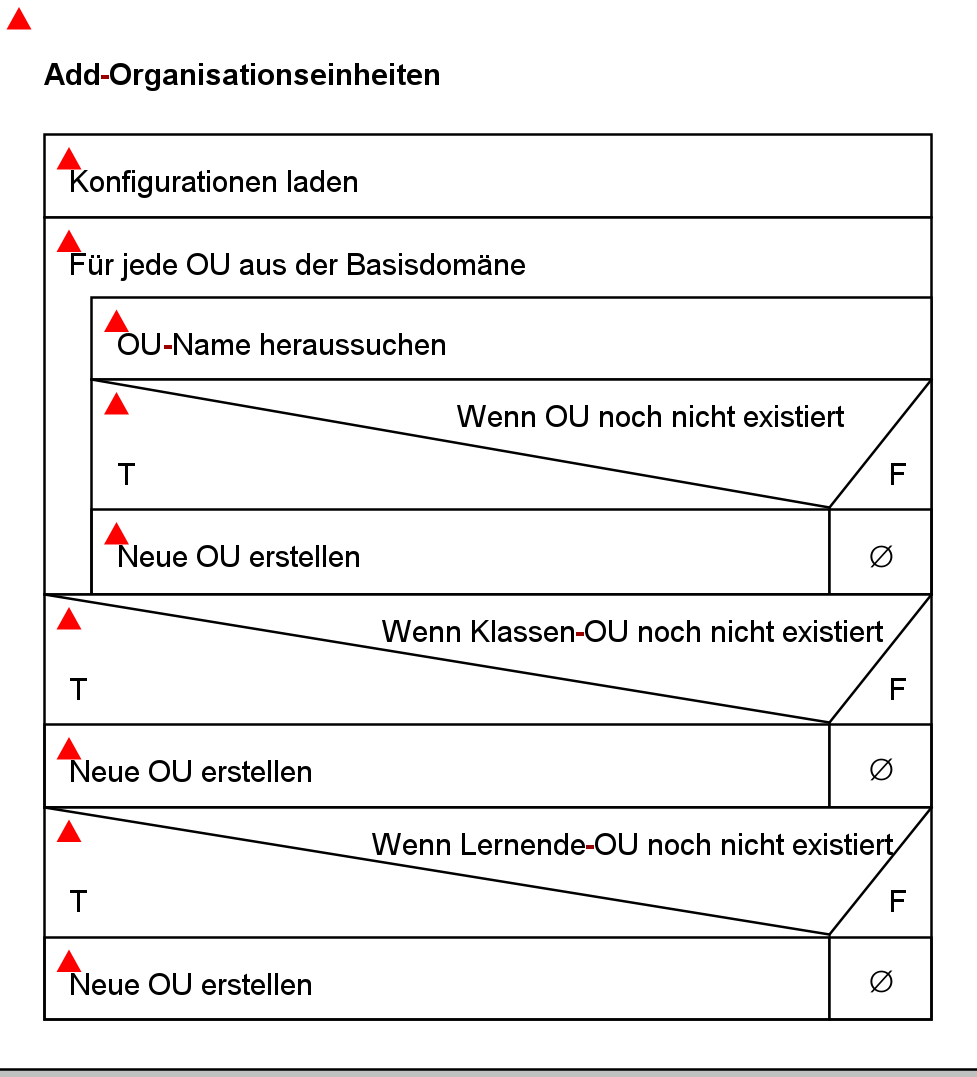 Add-Organisationseinheiten
Konfigurationen laden
Für jede OU aus der Basisdomäne
OU-Name heraussuchen
Wenn OU noch nicht existiert
T
F
Neue OU erstellen
∅
Wenn Klassen-OU noch nicht existiert
T
F
Neue OU erstellen
∅
Wenn Lernende-OU noch nicht existiert
T
F
Neue OU erstellen
∅